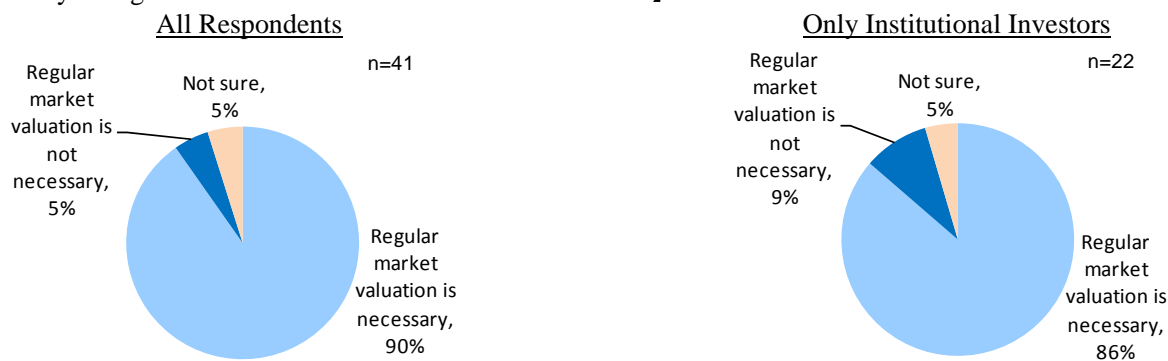 All Respondents
n=41
Regular
market
valuation is
not
necessary,
5%
Not sure,
5%
Regular
market
valuation is
necessary,
90%
Only Institutional Investors
n=22
Regular
market
valuation is
not
necessary,
9%
Not sure,
5%
Regular
market
valuation is
necessary,
86%